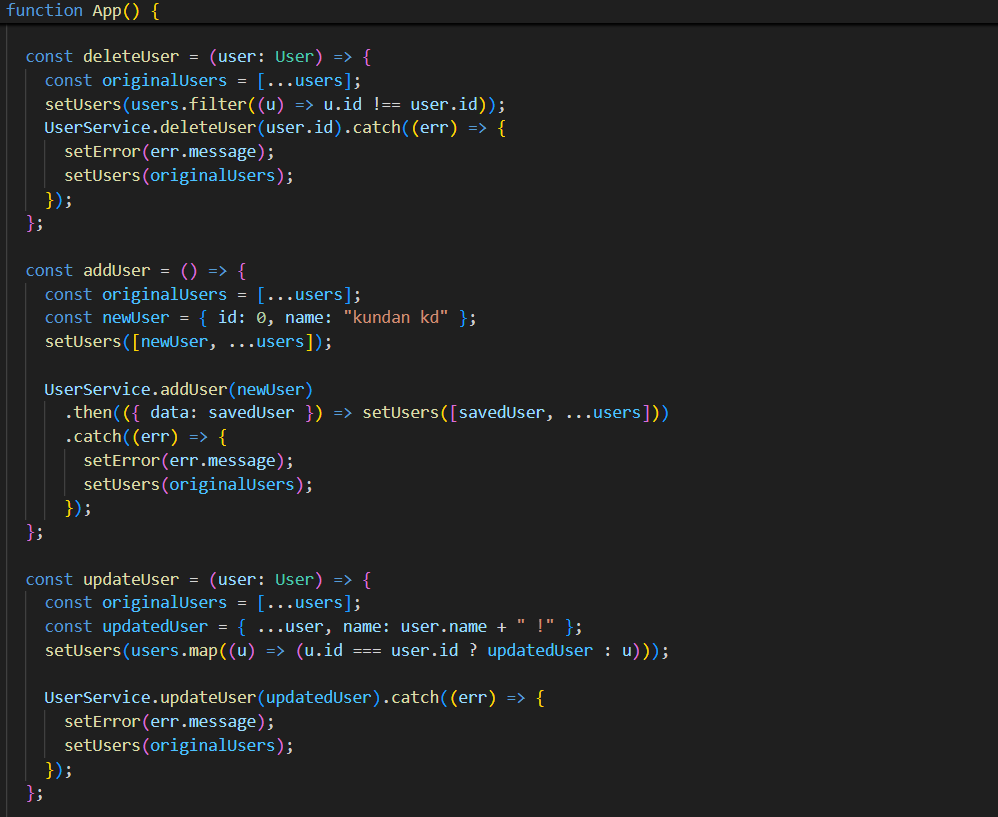 function App() {
const deleteUser = (user: User) => {
const originalUsers = [...users];
setUsers(users.filter((u) => u.id !== user.id));
UserService.deleteUser(user.id).catch((err) => {
setError(err.message);
setUsers(originalUsers);
});
};
const addUser = () => {
const originalUsers = [...users];
const newUser = { id: 0, name: "kundan kd" };
setUsers([newUser, ...users]);
UserService.addUser(newUser)
.then(({ data: savedUser }) => setUsers([savedUser, ...users]))
.catch((err) => {
setError(err.message);
setUsers(originalUsers);
});
};
const updateUser = (user: User) => {
const originalUsers = [...users];
const updatedUser = { ...user, name: user.name + " !" };
setUsers(users.map((u) => (u.id === user.id ? updatedUser : u)));
UserService.updateUser(updatedUser).catch((err) => {
setError(err.message);
setUsers(originalUsers);
});
};